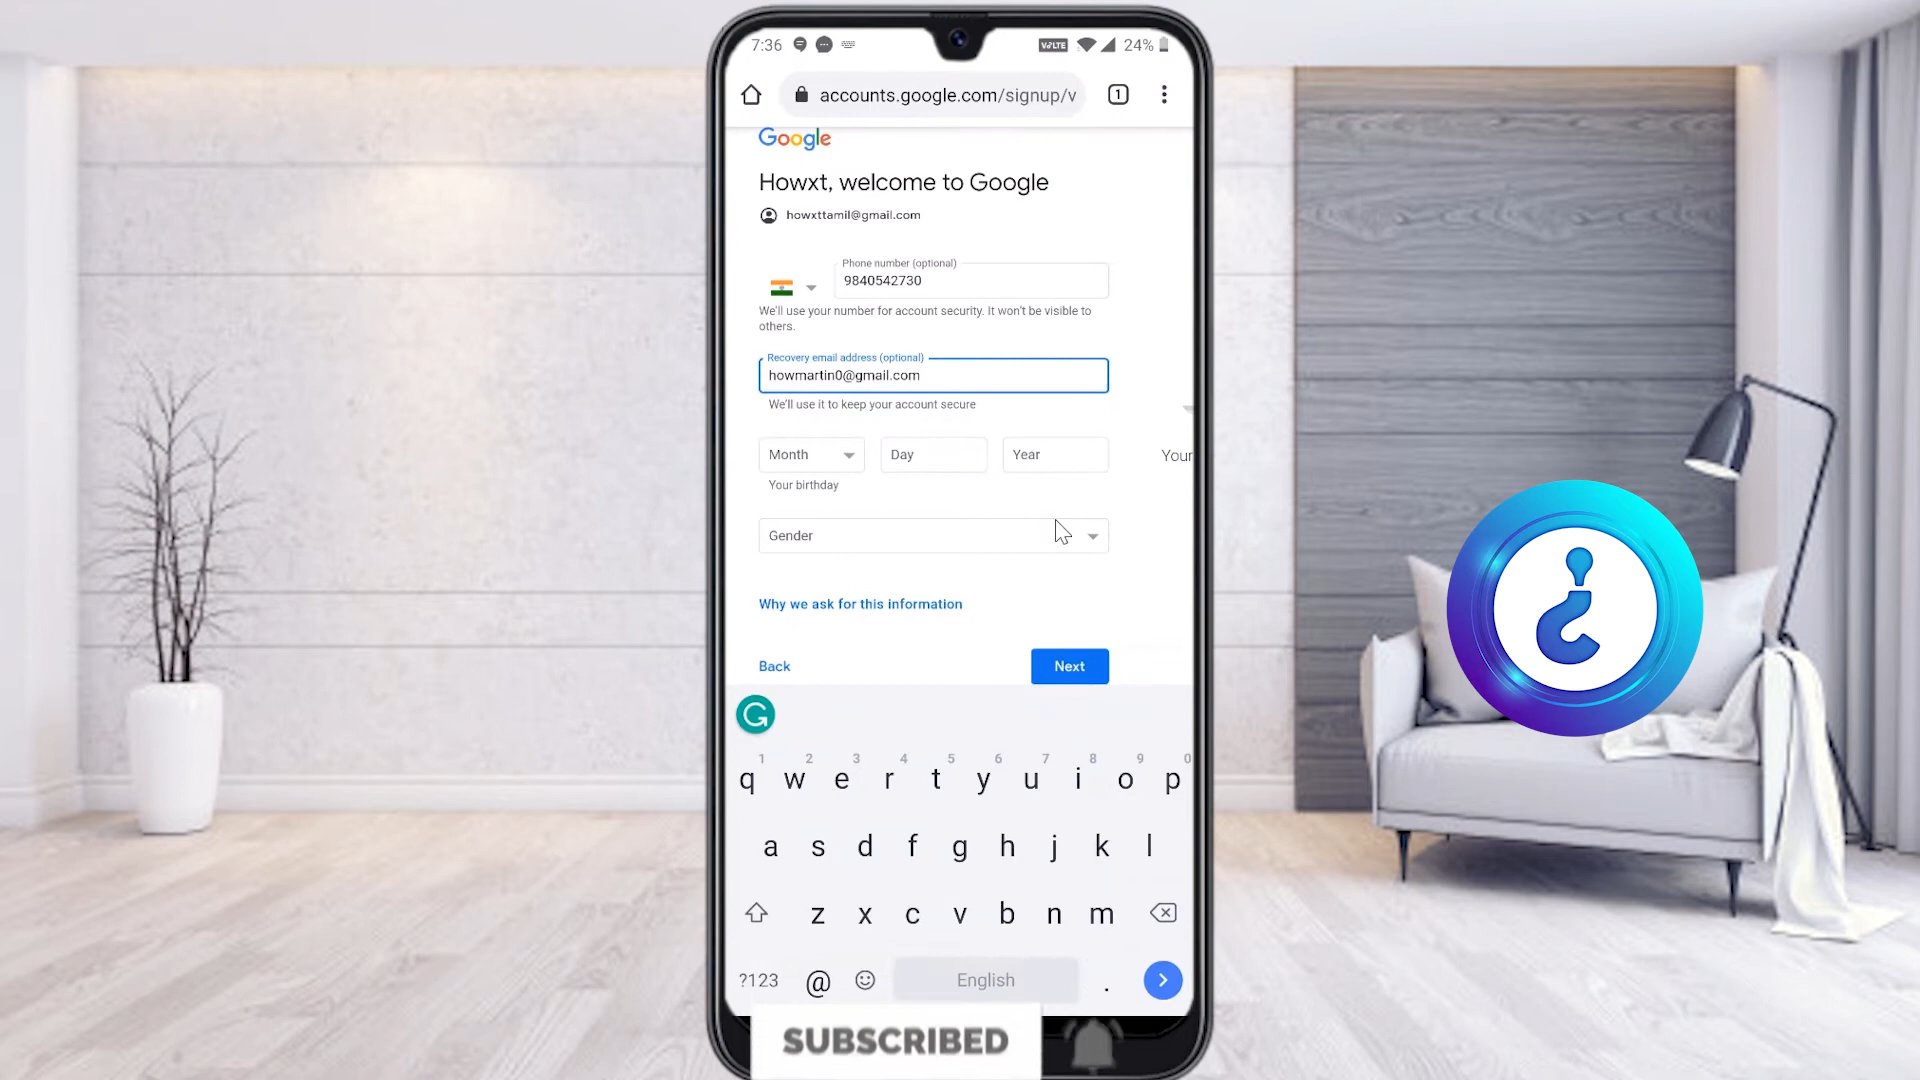 7:36
VoLTE 24%
accounts.google.com/signup/v
1
Google
Howxt, welcome to Google
howxttamil@gmail.com
Phone number (optional)
9840542730
We'll use your number for account security. It won't be visible to
others.
Recovery email address (optional)
howmartin0@gmail.com
We'll use it to keep your account secure
Month Day Year
Your
Your birthday
Gender
Why we ask for this information
Back Next
1 2 3 4 5 6 7 8 9 0
q w e r t y u i o p
a s d f g h j k l
z x c v b n m
?123 @ English .
SUBSCRIBED